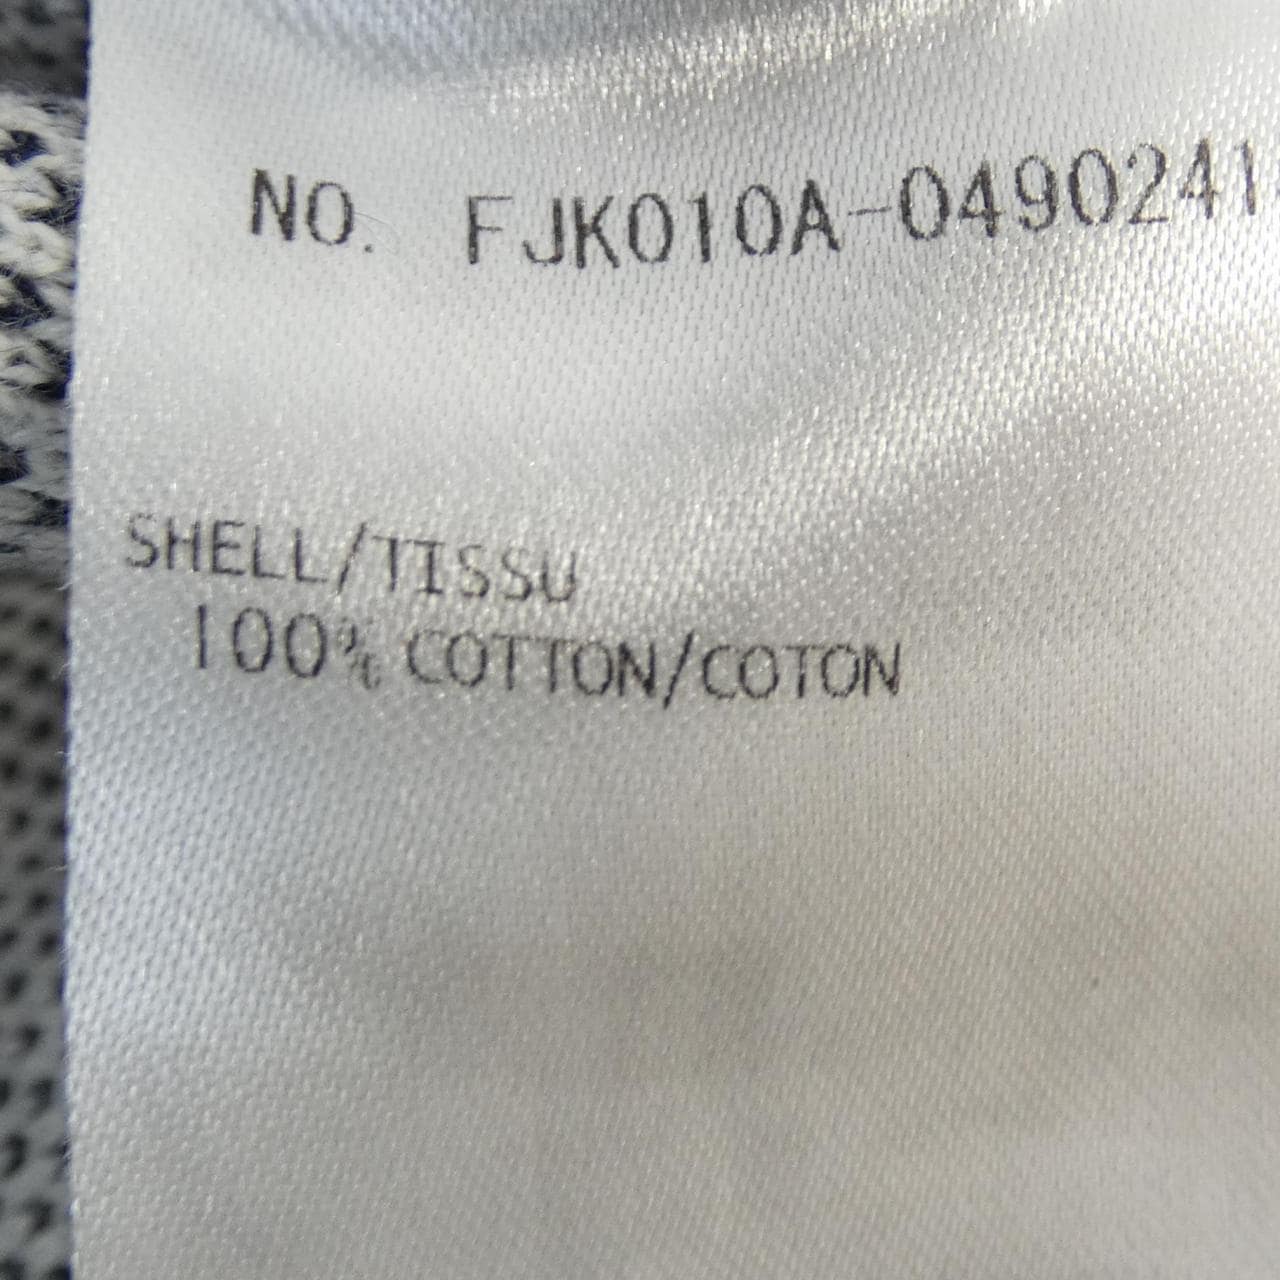 NO. FJK010A-0490241
SHELL/TISSU
100% COTTON/COTON